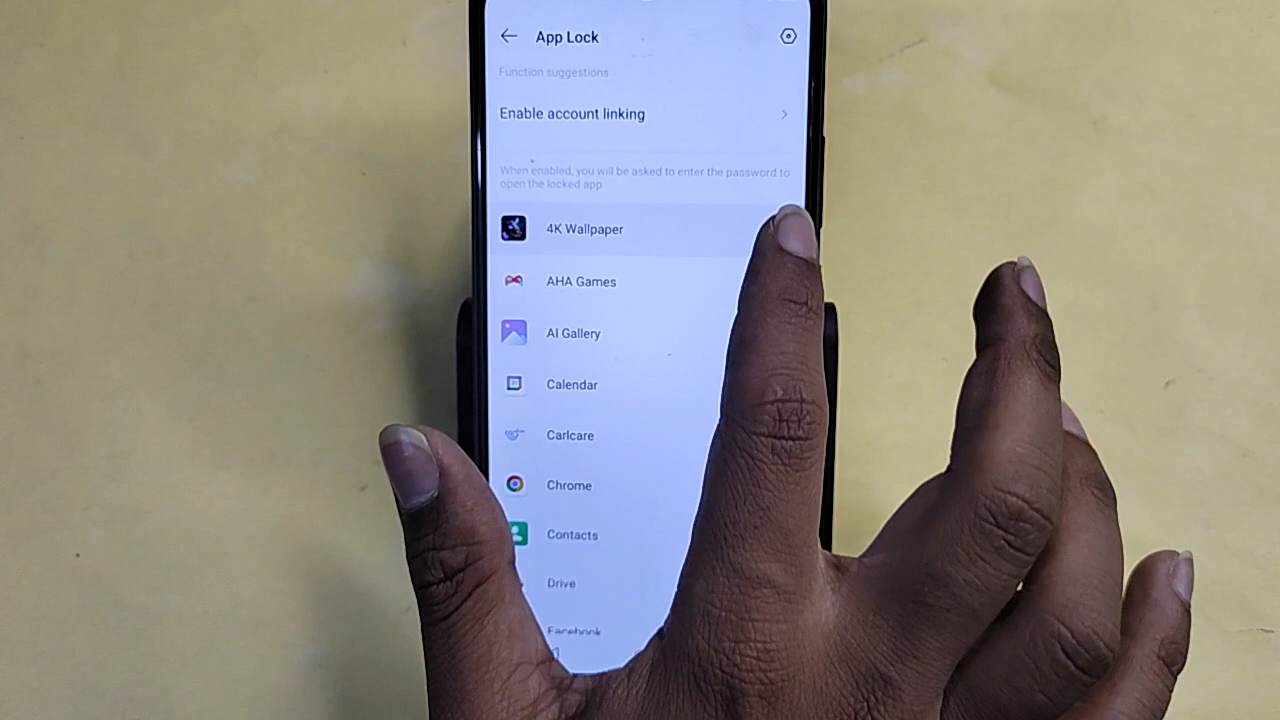 App Lock
Function suggestions
Enable account linking
When enabled, you will be asked to enter the password to
open the locked app
4K Wallpaper
AHA Games
AI Gallery
Calendar
Carlcare
Chrome
Contacts
Drive
Facebook